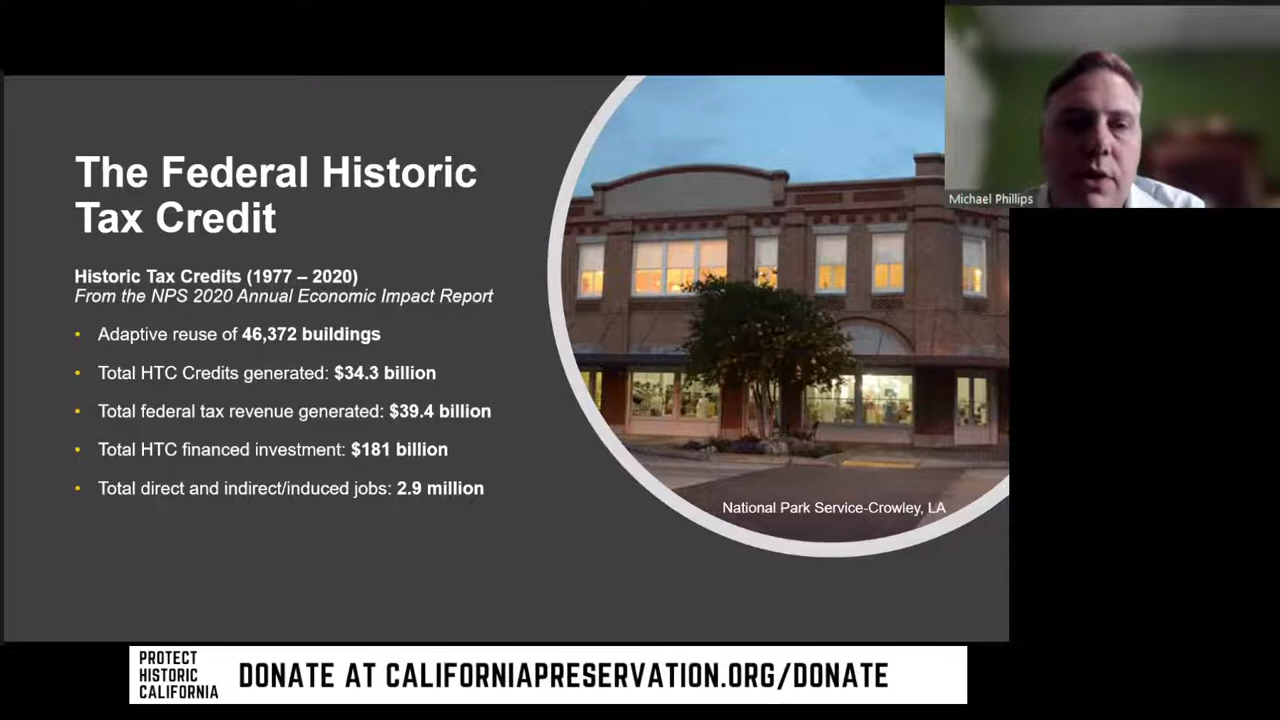 The Federal Historic
Tax Credit
Historic Tax Credits (1977 – 2020)
From the NPS 2020 Annual Economic Impact Report
• Adaptive reuse of 46,372 buildings
• Total HTC Credits generated: $34.3 billion
• Total federal tax revenue generated: $39.4 billion
• Total HTC financed investment: $181 billion
• Total direct and indirect/induced jobs: 2.9 million
National Park Service-Crowley, LA
Michael Phillips
PROTECT
HISTORIC
CALIFORNIA
DONATE AT CALIFORNIAPRESERVATION.ORG/DONATE